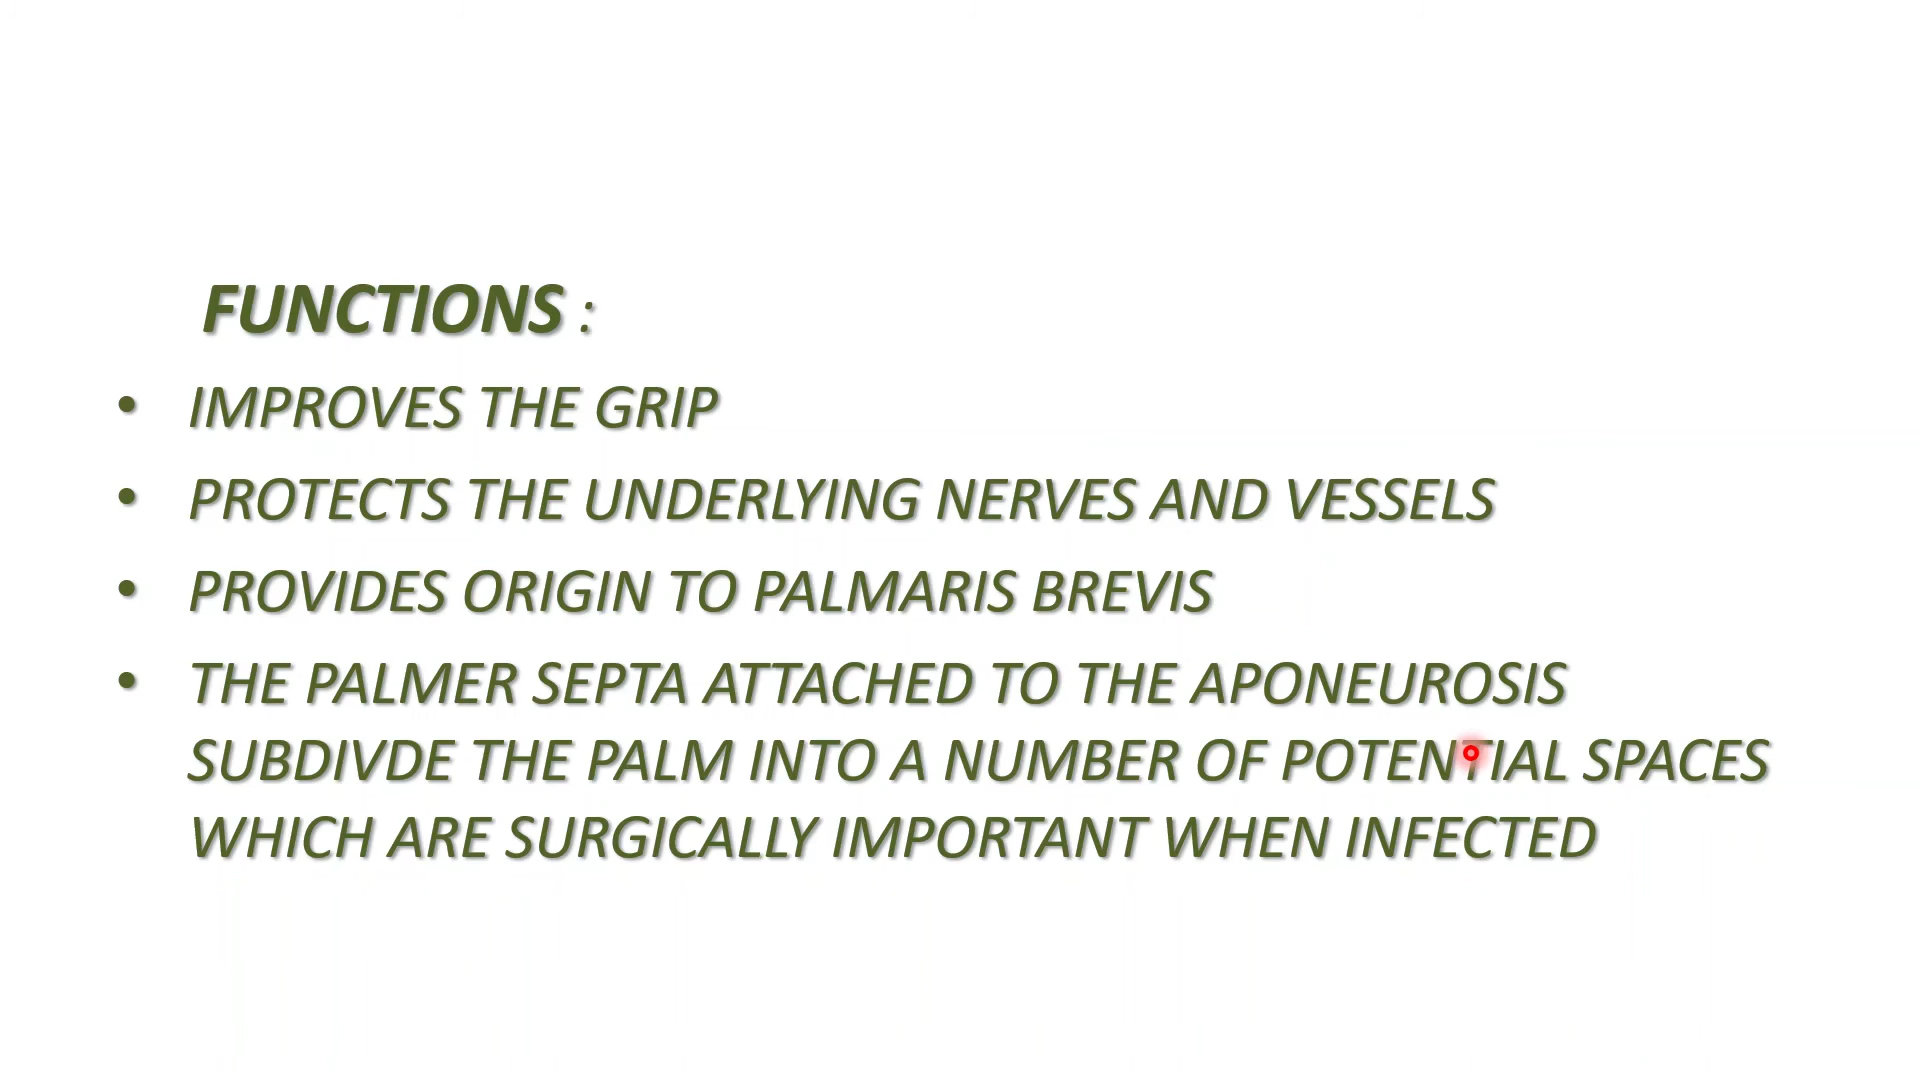 FUNCTIONS :
• IMPROVES THE GRIP
• PROTECTS THE UNDERLYING NERVES AND VESSELS
• PROVIDES ORIGIN TO PALMARIS BREVIS
• THE PALMER SEPTA ATTACHED TO THE APONEUROSIS
SUBDIVDE THE PALM INTO A NUMBER OF POTENTIAL SPACES
WHICH ARE SURGICALLY IMPORTANT WHEN INFECTED